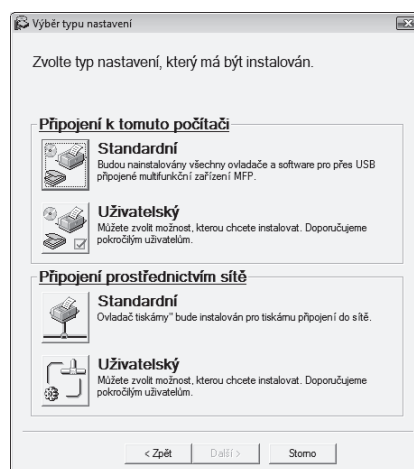 Výběr typu nastavení
Zvolte typ nastavení, který má být instalován.
Připojení k tomuto počítači
Standardní
Budou nainstalovány všechny ovladače a software pro přes USB
připojené multifunkční zařízení MFP.
Uživatelský
Můžete zvolit možnost, kterou chcete instalovat. Doporučujeme
pokročilým uživatelům.
Připojení prostřednictvím sítě
Standardní
Ovladač tiskárny" bude instalován pro tiskárnu připojení do sítě.
Uživatelský
Můžete zvolit možnost, kterou chcete instalovat. Doporučujeme
pokročilým uživatelům.
< Zpět
Další >
Storno